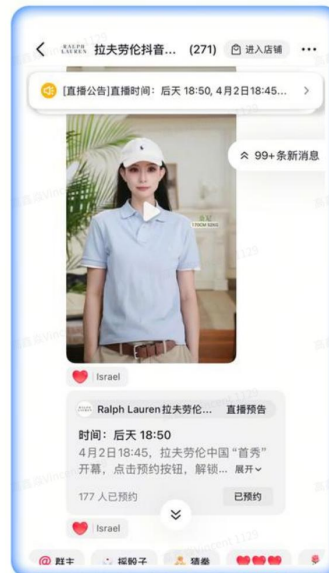 RALPH LAUREN 拉夫劳伦抖音... (271) 进入店铺
[直播公告]直播时间：后天 18:50, 4月2日18:45...
99+条新消息
Israel
Ralph Lauren拉夫劳伦... 直播预告
时间：后天 18:50
4月2日18:45，拉夫劳伦中国“首秀”
开幕，点击预约按钮，解锁... 展开
177 人已预约 已预约
Israel
@ 群主 摇骰子 猜拳